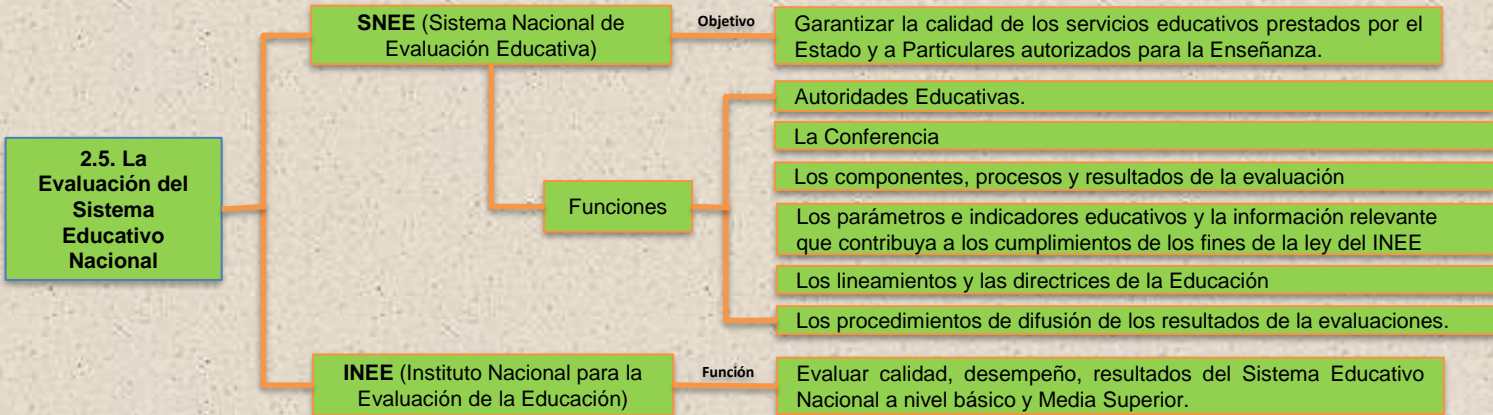 2.5. La
Evaluación del
Sistema
Educativo
Nacional
SNEE (Sistema Nacional de
Evaluación Educativa)
Objetivo
Garantizar la calidad de los servicios educativos prestados por el
Estado y a Particulares autorizados para la Enseñanza.
Funciones
Autoridades Educativas.
La Conferencia
Los componentes, procesos y resultados de la evaluación
Los parámetros e indicadores educativos y la información relevante
que contribuya a los cumplimientos de los fines de la ley del INEE
Los lineamientos y las directrices de la Educación
Los procedimientos de difusión de los resultados de la evaluaciones.
INEE (Instituto Nacional para la
Evaluación de la Educación)
Función
Evaluar calidad, desempeño, resultados del Sistema Educativo
Nacional a nivel básico y Media Superior.